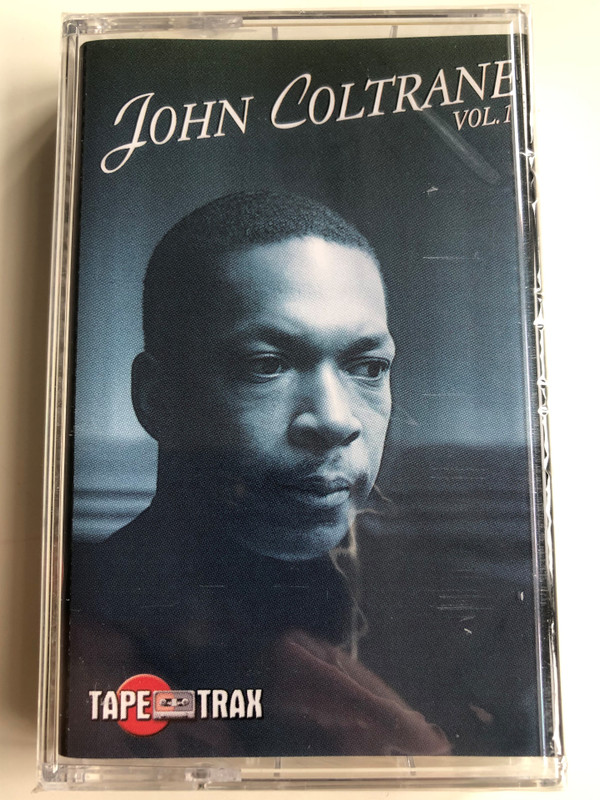 JOHN COLTRANE
VOL.1
TAPE TRAX